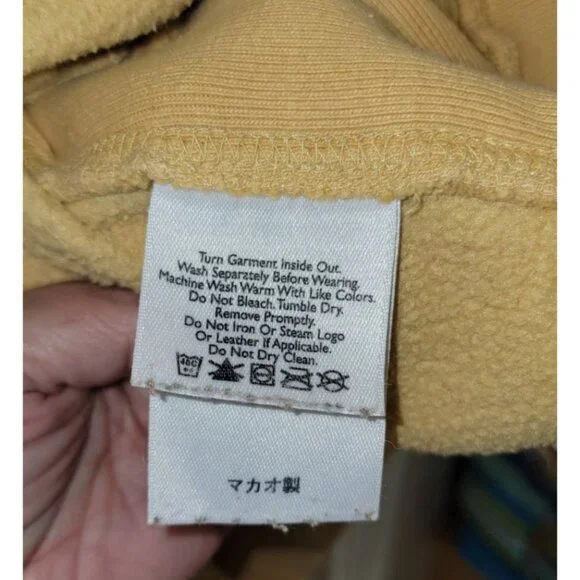 Turn Garment Inside Out.
Wash Separately Before Wearing.
Machine Wash Warm With Like Colors.
Do Not Bleach. Tumble Dry.
Remove Promptly.
Do Not Iron Or Steam Logo
Or Leather If Applicable.
Do Not Dry Clean.
40C
マカオ製